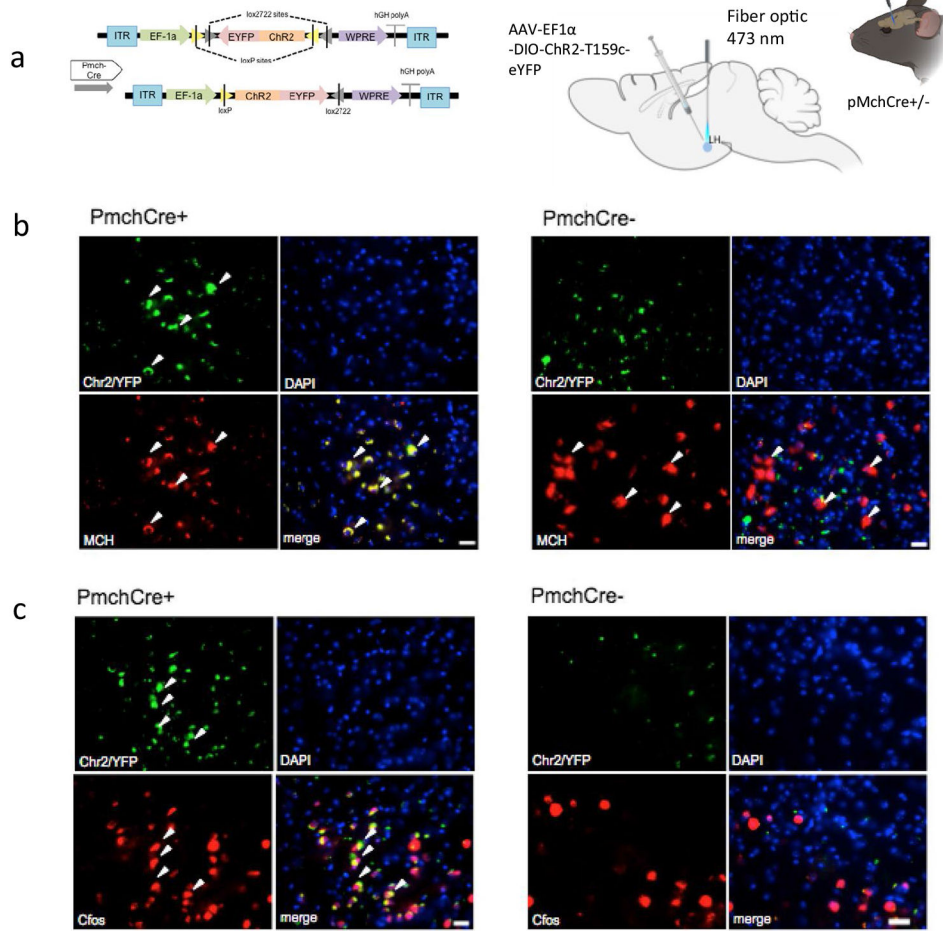 a
lox2722 sites
hGH polyA
ITR
EF-1a
EYFP
ChR2
WPRE
ITR
loxP sites
Pmch-
Cre
hGH polyA
ITR
EF-1a
ChR2
EYFP
WPRE
ITR
loxP
lox2722
AAV-EF1α
-DIO-ChR2-T159c-
eYFP
Fiber optic
473 nm
LH
pMchCre+/-
b
PmchCre+
PmchCre-
Chr2/YFP
DAPI
Chr2/YFP
DAPI
MCH
merge
MCH
merge
c
PmchCre+
PmchCre-
Chr2/YFP
DAPI
Chr2/YFP
DAPI
Cfos
merge
Cfos
merge